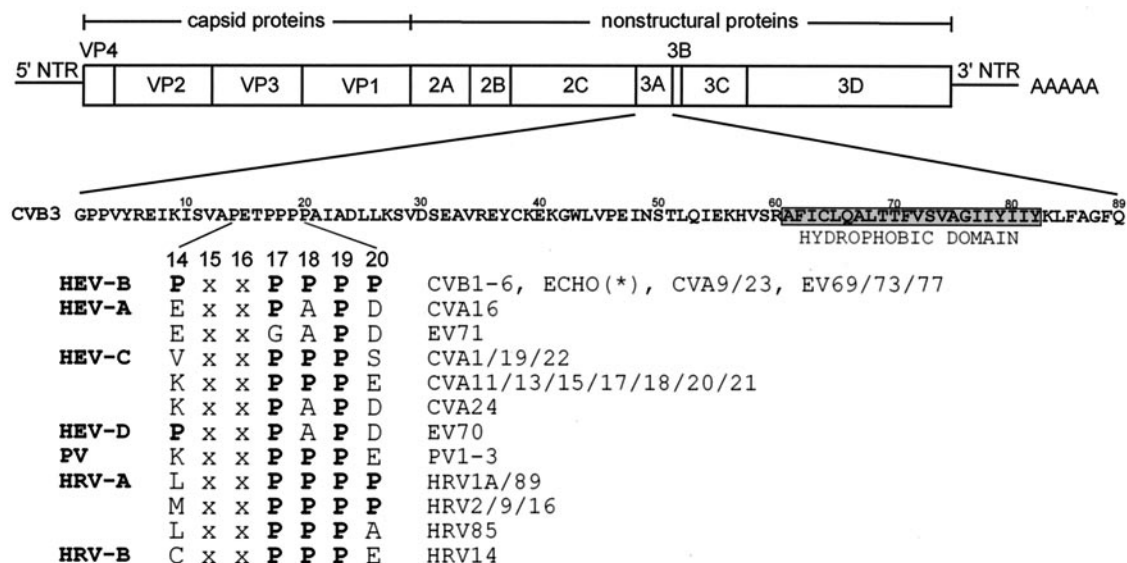 capsid proteins nonstructural proteins
VP4 3B
5' NTR VP2 VP3 VP1 2A 2B 2C 3A 3C 3D 3' NTR AAAAA
10 20 30 40 50 60 70 80 89
CVB3 GPPVYREIKISVAPETPPPPAIADLLKSVDSEAVREYCKEKGWLVPEINSTLQIEKHVSRAFICLQALTTFVSVAGIIYIIYKLFAGFQ
HYDROPHOBIC DOMAIN
14 15 16 17 18 19 20
HEV-B P x x P P P P CVB1-6, ECHO(*), CVA9/23, EV69/73/77
HEV-A E x x P A P D CVA16
E x x G A P D EV71
HEV-C V x x P P P S CVA1/19/22
K x x P P P E CVA11/13/15/17/18/20/21
K x x P A P D CVA24
HEV-D P x x P A P D EV70
PV K x x P P P E PV1-3
HRV-A L x x P P P P HRV1A/89
M x x P P P P HRV2/9/16
L x x P P P A HRV85
HRV-B C x x P P P E HRV14